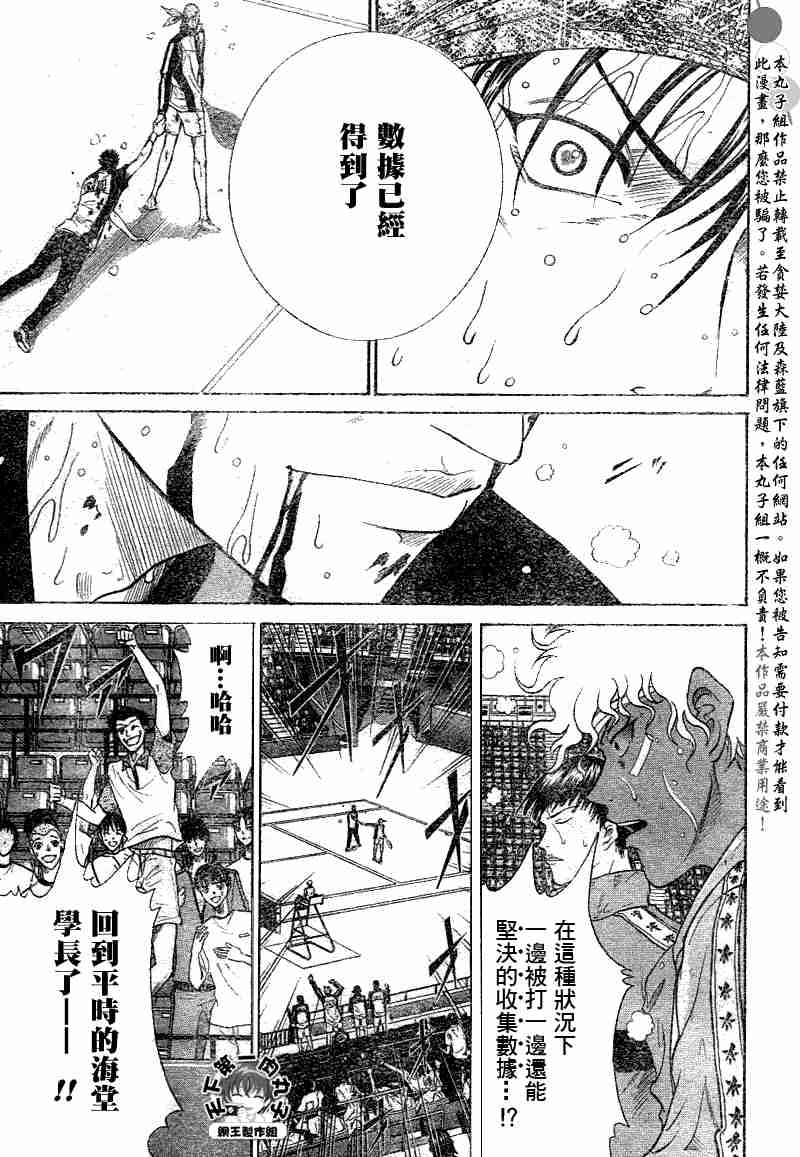 數據已經
得到了
在這種狀況下
一邊被打一邊還能
堅決的收集數據…!?
啊…哈哈
回到平時的海堂
學長了——!!
天下第一丸子
網王製作組
本丸子組作品禁止轉載至貪婪大陸及森藍旗下的任何網站。如果您被告知需要付款才能看到
此漫畫，那麼您被騙了。若發生任何法律問題，本丸子組一概不負責！本作品嚴禁商業用途！